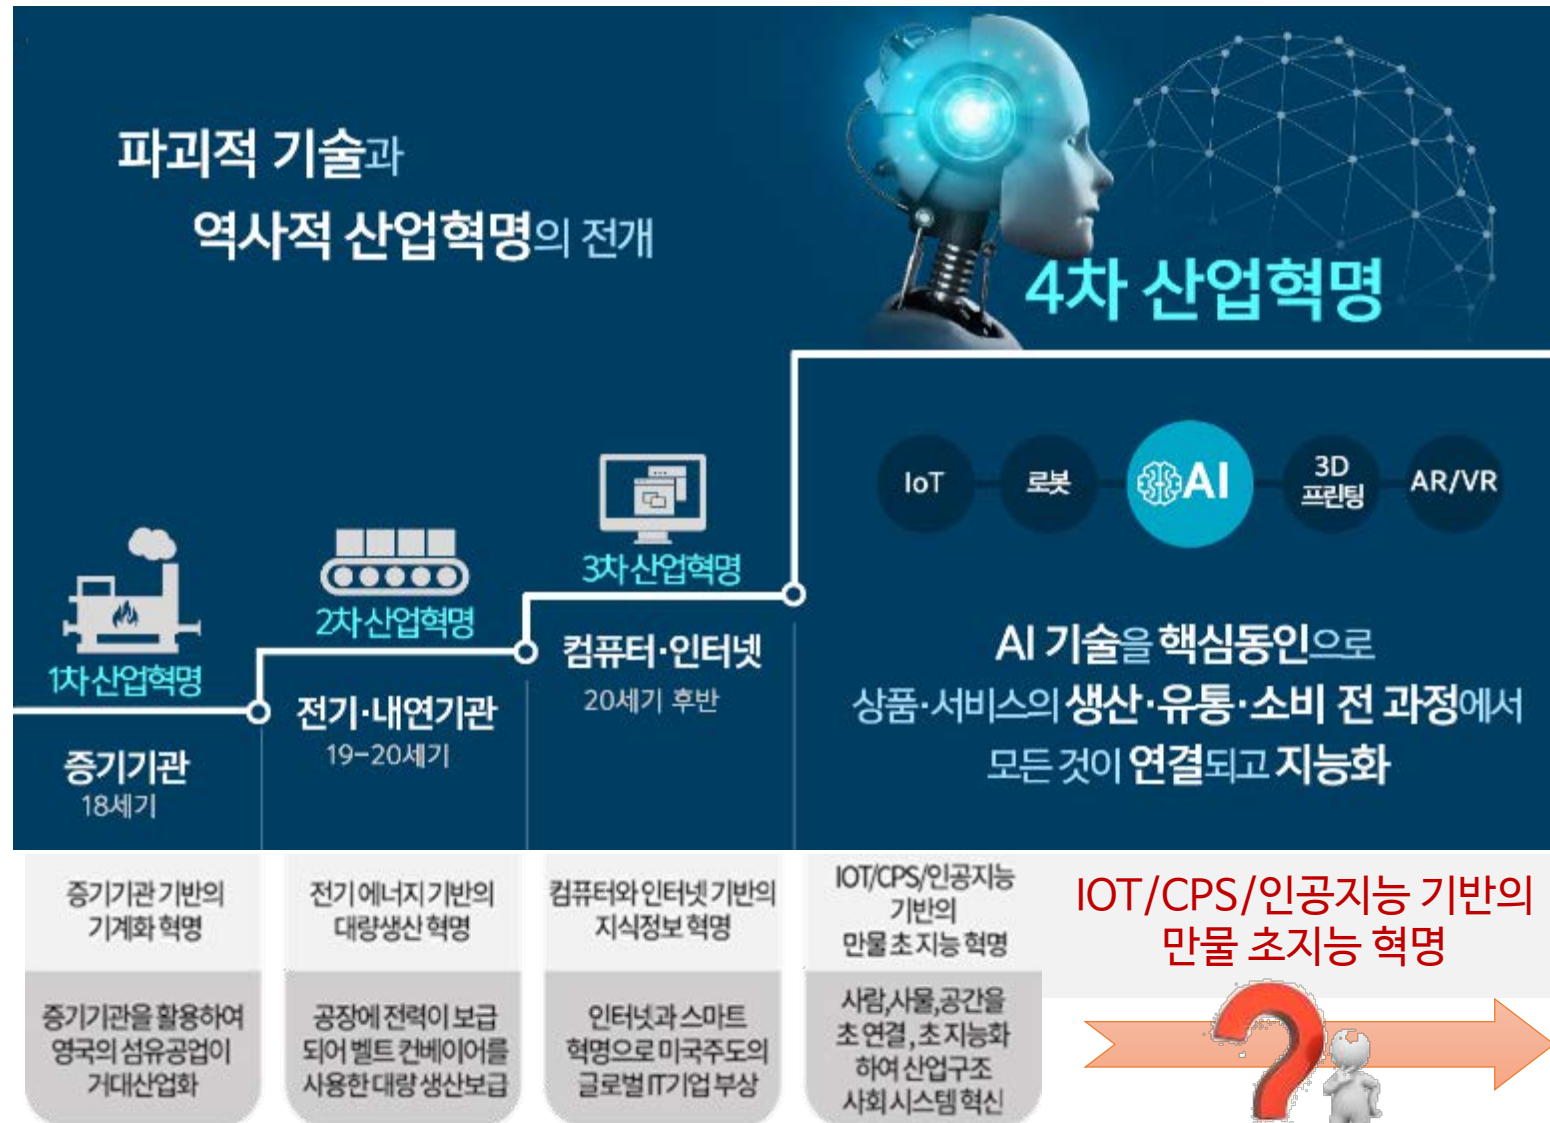 파괴적 기술과
역사적 산업혁명의 전개
4차 산업혁명
IoT
로봇
AI
3D
프린팅
AR/VR
1차 산업혁명
2차 산업혁명
3차 산업혁명
증기기관
18세기
전기·내연기관
19-20세기
컴퓨터·인터넷
20세기 후반
AI 기술을 핵심동인으로
상품·서비스의 생산·유통·소비 전 과정에서
모든 것이 연결되고 지능화
증기기관 기반의
기계화 혁명
전기 에너지 기반의
대량생산 혁명
컴퓨터와 인터넷 기반의
지식정보 혁명
IOT/CPS/인공지능
기반의
만물 초 지능 혁명
IOT/CPS/인공지능 기반의
만물 초지능 혁명
증기기관을 활용하여
영국의 섬유공업이
거대산업화
공장에 전력이 보급
되어 벨트 컨베이어를
사용한 대량 생산보급
인터넷과 스마트
혁명으로 미국주도의
글로벌 IT기업 부상
사람,사물,공간을
초 연결, 초 지능화
하여 산업구조
사회 시스템 혁신